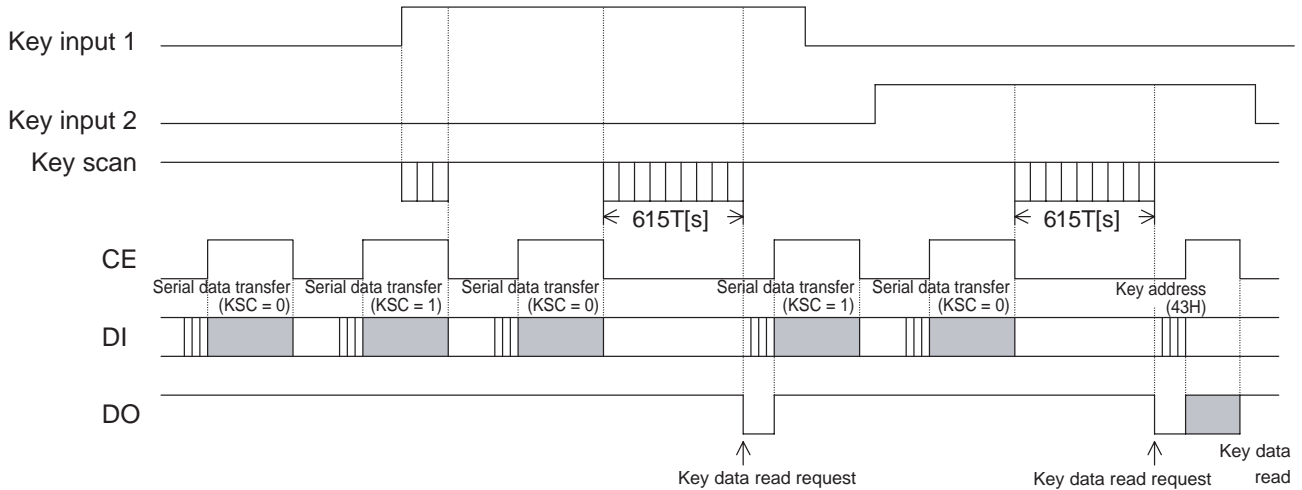 Key input 1
Key input 2
Key scan
615T[s]
615T[s]
CE
Serial data transfer
(KSC = 0)
Serial data transfer
(KSC = 1)
Serial data transfer
(KSC = 0)
Serial data transfer
(KSC = 1)
Serial data transfer
(KSC = 0)
Key address
(43H)
DI
DO
Key data read request
Key data read request
Key data
read